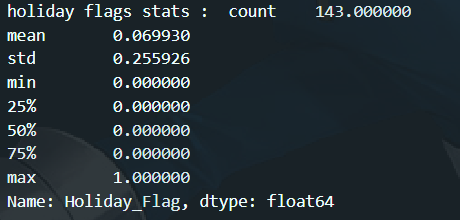 holiday flags stats :  count    143.000000
mean       0.069930
std        0.255926
min        0.000000
25%        0.000000
50%        0.000000
75%        0.000000
max        1.000000
Name: Holiday_Flag, dtype: float64